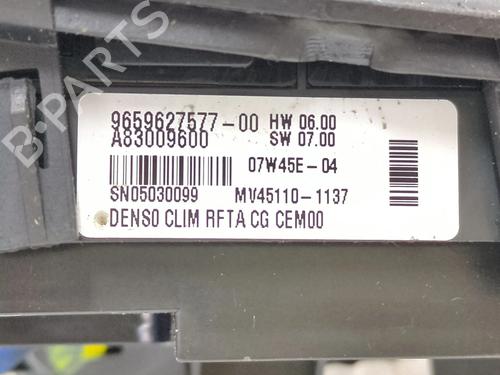 B-PARTS
9659627577-00 HW 06.00
A83009600 SW 07.00
07W45E-04
SN05030099 MV45110-1137
DENSO CLIM RFTA CG CEM00